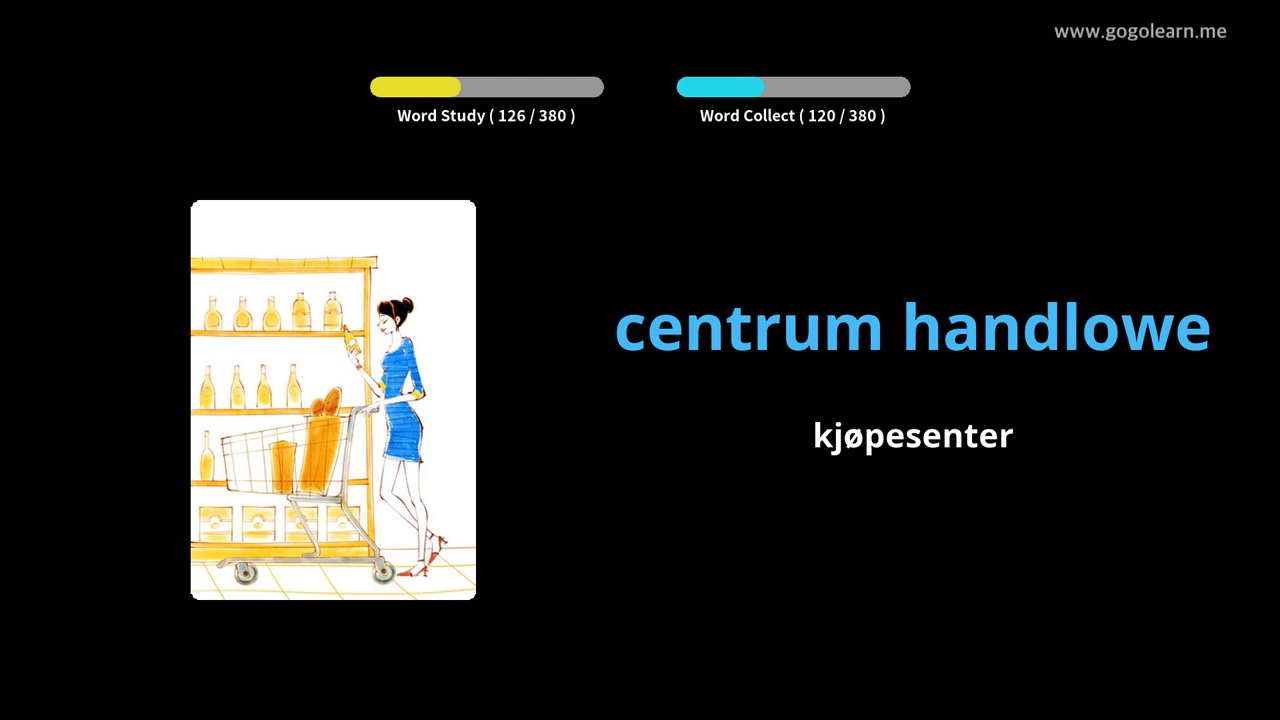 www.gogolearn.me
Word Study ( 126 / 380 )
Word Collect ( 120 / 380 )
centrum handlowe
kjøpesenter